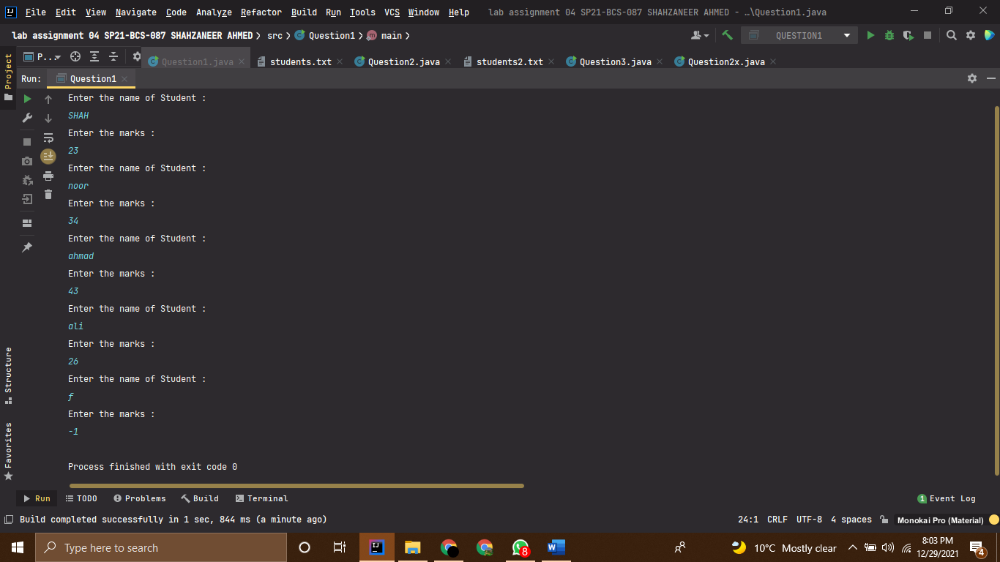 File Edit View Navigate Code Analyze Refactor Build Run Tools VCS Window Help lab assignment 04 SP21-BCS-087 SHAHZANEER AHMED - …\Question1.java
lab assignment 04 SP21-BCS-087 SHAHZANEER AHMED src Question1 main QUESTION1
Project P... Question1.java students.txt Question2.java students2.txt Question3.java Question2x.java
Run: Question1
Enter the name of Student :
SHAH
Enter the marks :
23
Enter the name of Student :
noor
Enter the marks :
34
Enter the name of Student :
ahmad
Enter the marks :
43
Enter the name of Student :
ali
Enter the marks :
26
Enter the name of Student :
f
Enter the marks :
-1
Process finished with exit code 0
Structure
Favorites
Run TODO Problems Build Terminal 1 Event Log
Build completed successfully in 1 sec, 844 ms (a minute ago) 24:1 CRLF UTF-8 4 spaces Monokai Pro (Material)
Type here to search 8 10°C Mostly clear 8:03 PM
12/29/2021 4